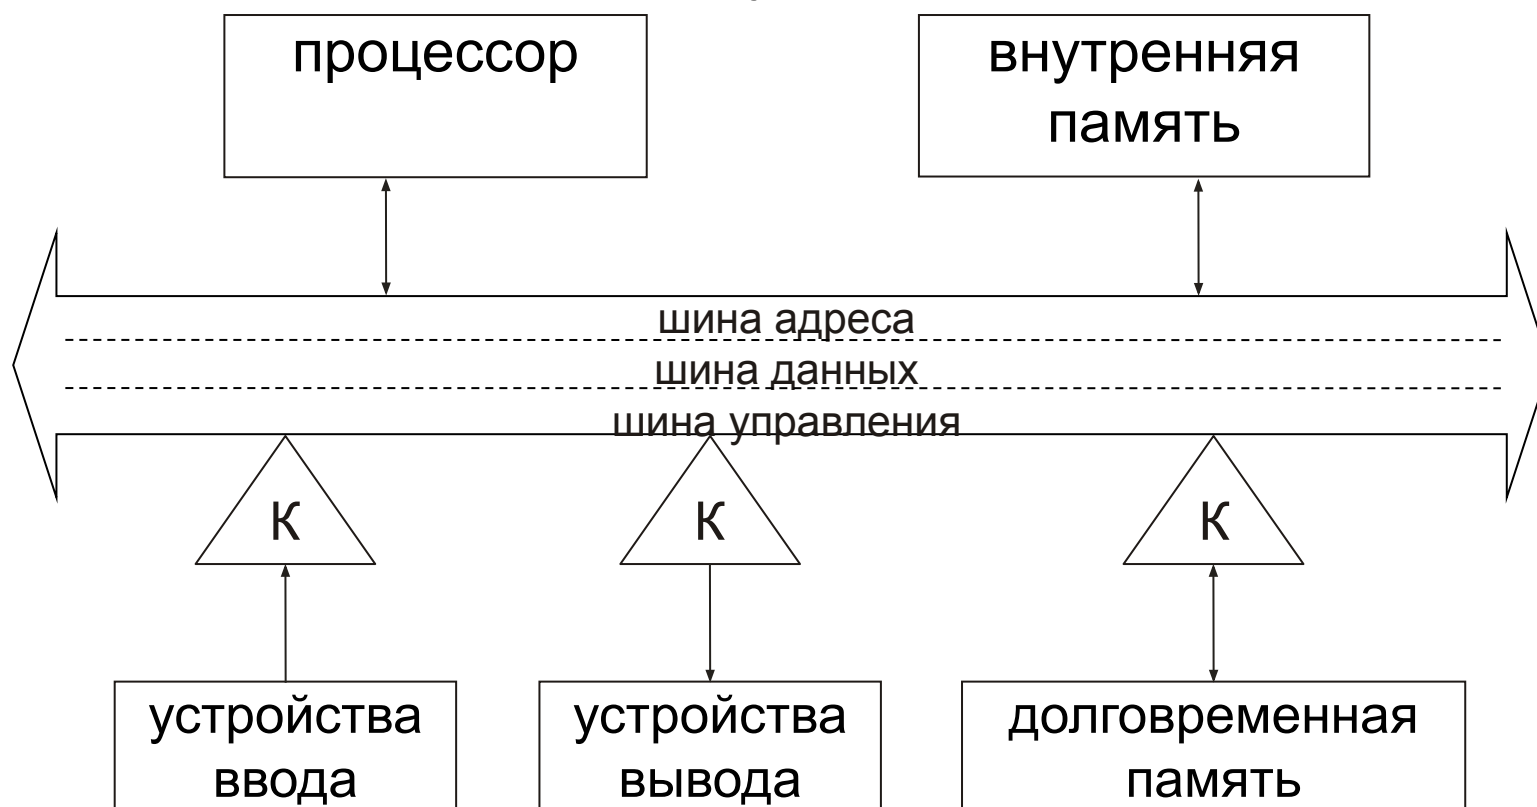 процессор
внутренняя
память
шина адреса
шина данных
шина управления
К
К
К
устройства
ввода
устройства
вывода
долговременная
память